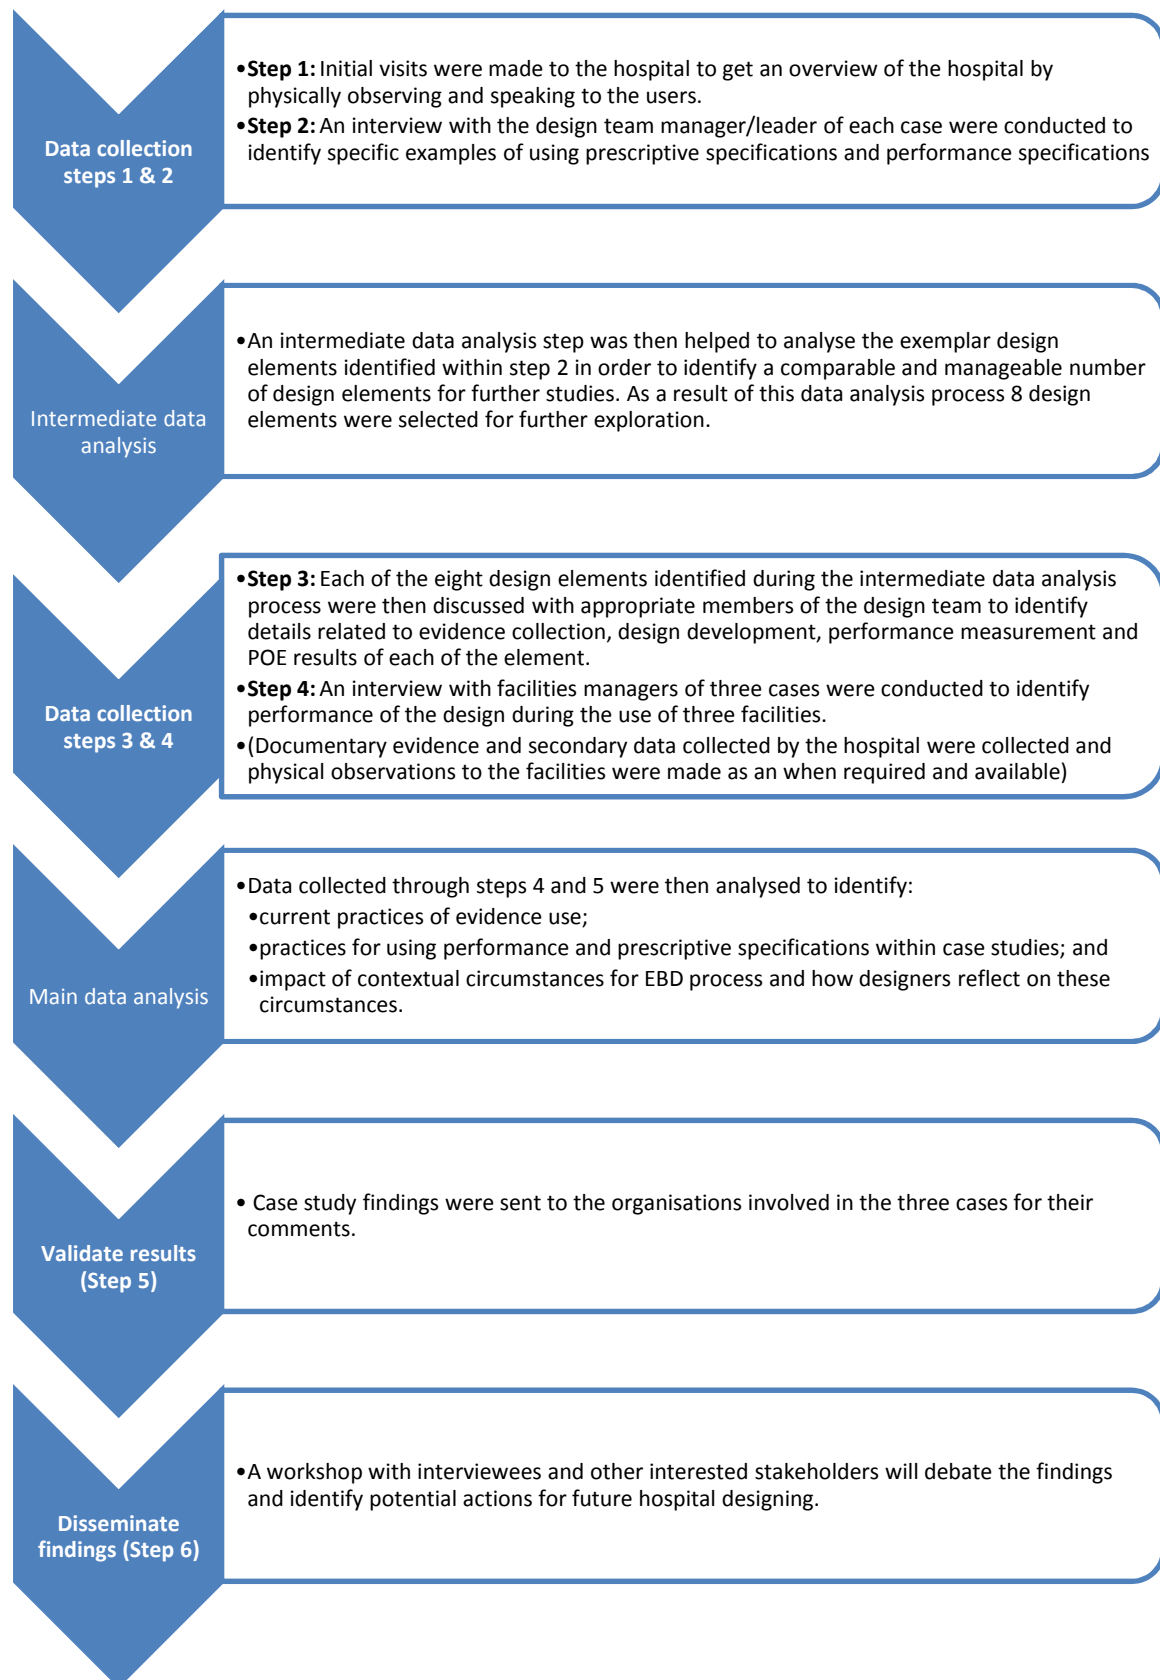 Data collection
steps 1 & 2
•Step 1: Initial visits were made to the hospital to get an overview of the hospital by
physically observing and speaking to the users.
•Step 2: An interview with the design team manager/leader of each case were conducted to
identify specific examples of using prescriptive specifications and performance specifications
Intermediate data
analysis
•An intermediate data analysis step was then helped to analyse the exemplar design
elements identified within step 2 in order to identify a comparable and manageable number
of design elements for further studies. As a result of this data analysis process 8 design
elements were selected for further exploration.
Data collection
steps 3 & 4
•Step 3: Each of the eight design elements identified during the intermediate data analysis
process were then discussed with appropriate members of the design team to identify
details related to evidence collection, design development, performance measurement and
POE results of each of the element.
•Step 4: An interview with facilities managers of three cases were conducted to identify
performance of the design during the use of three facilities.
•(Documentary evidence and secondary data collected by the hospital were collected and
physical observations to the facilities were made as an when required and available)
Main data analysis
•Data collected through steps 4 and 5 were then analysed to identify:
•current practices of evidence use;
•practices for using performance and prescriptive specifications within case studies; and
•impact of contextual circumstances for EBD process and how designers reflect on these
circumstances.
Validate results
(Step 5)
• Case study findings were sent to the organisations involved in the three cases for their
comments.
Disseminate
findings (Step 6)
•A workshop with interviewees and other interested stakeholders will debate the findings
and identify potential actions for future hospital designing.